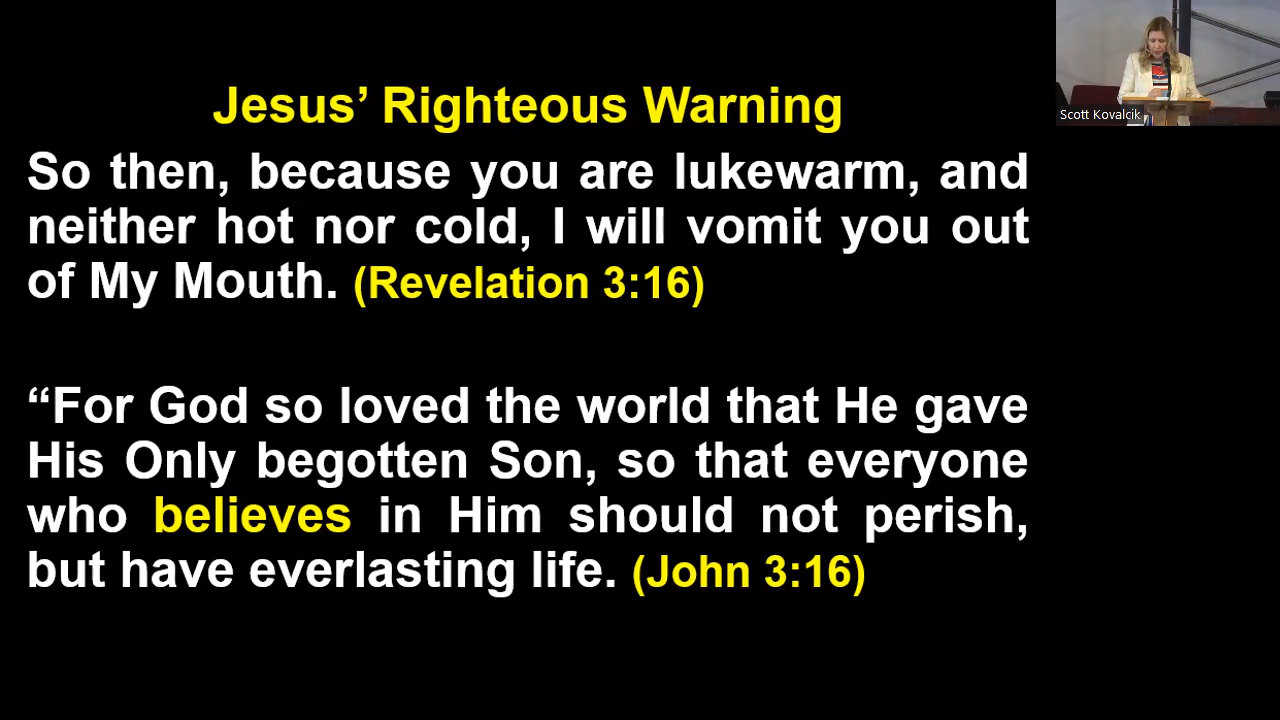 Jesus’ Righteous Warning
So then, because you are lukewarm, and
neither hot nor cold, I will vomit you out
of My Mouth. (Revelation 3:16)
“For God so loved the world that He gave
His Only begotten Son, so that everyone
who believes in Him should not perish,
but have everlasting life. (John 3:16)
Scott Kovalcik